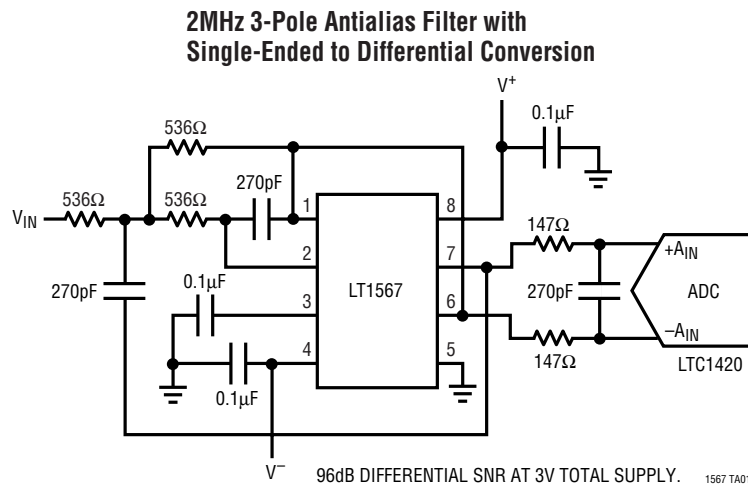 2MHz 3-Pole Antialias Filter with
Single-Ended to Differential Conversion
V+
536Ω
0.1µF
270pF
536Ω
536Ω
VIN
1
8
147Ω
2
7
+AIN
270pF
0.1µF
LT1567
270pF
ADC
3
6
–AIN
4
5
147Ω
LTC1420
0.1µF
V–
96dB DIFFERENTIAL SNR AT 3V TOTAL SUPPLY.
1567 TA01